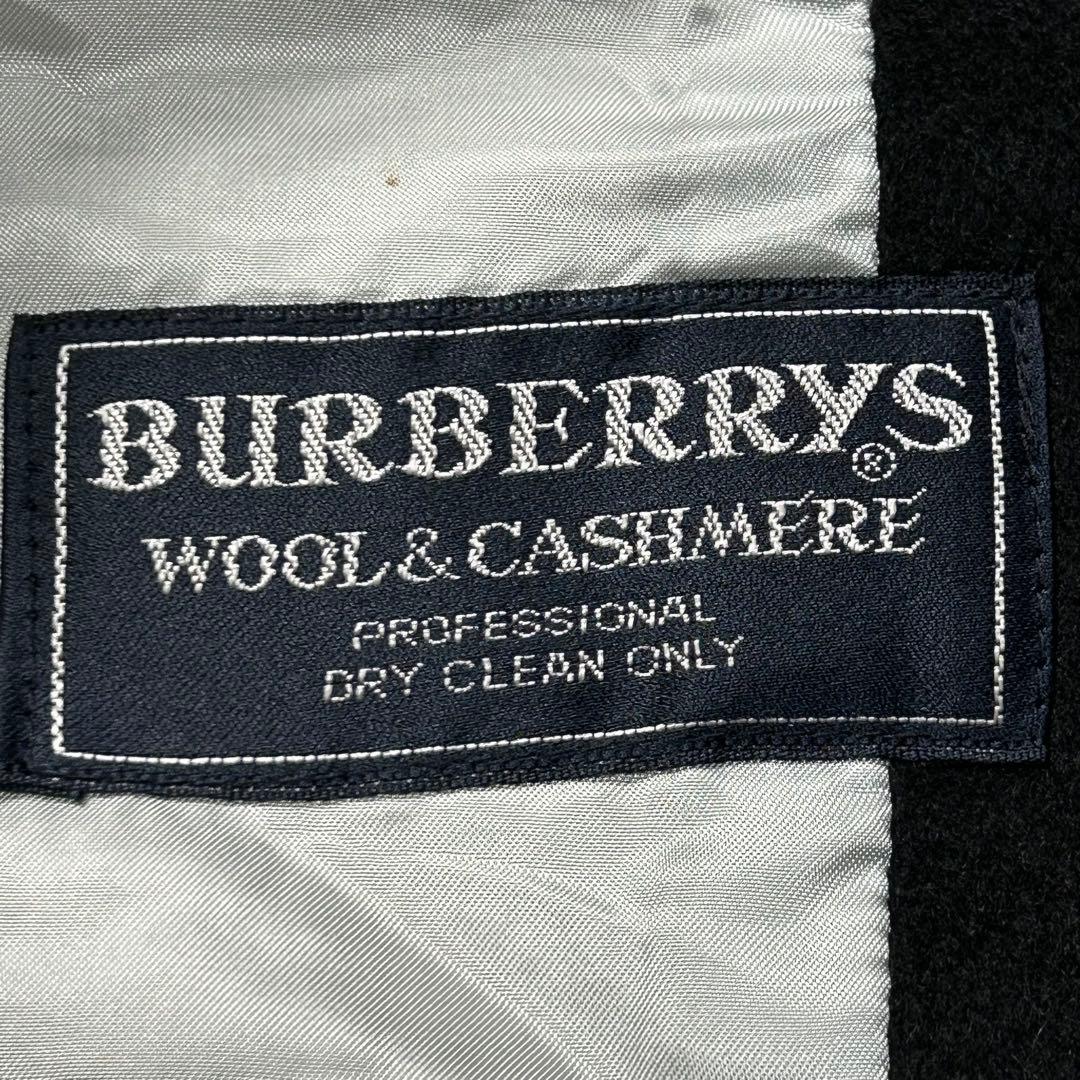 BURBERRYS®
WOOL & CASHMERE
PROFESSIONAL
DRY CLEAN ONLY